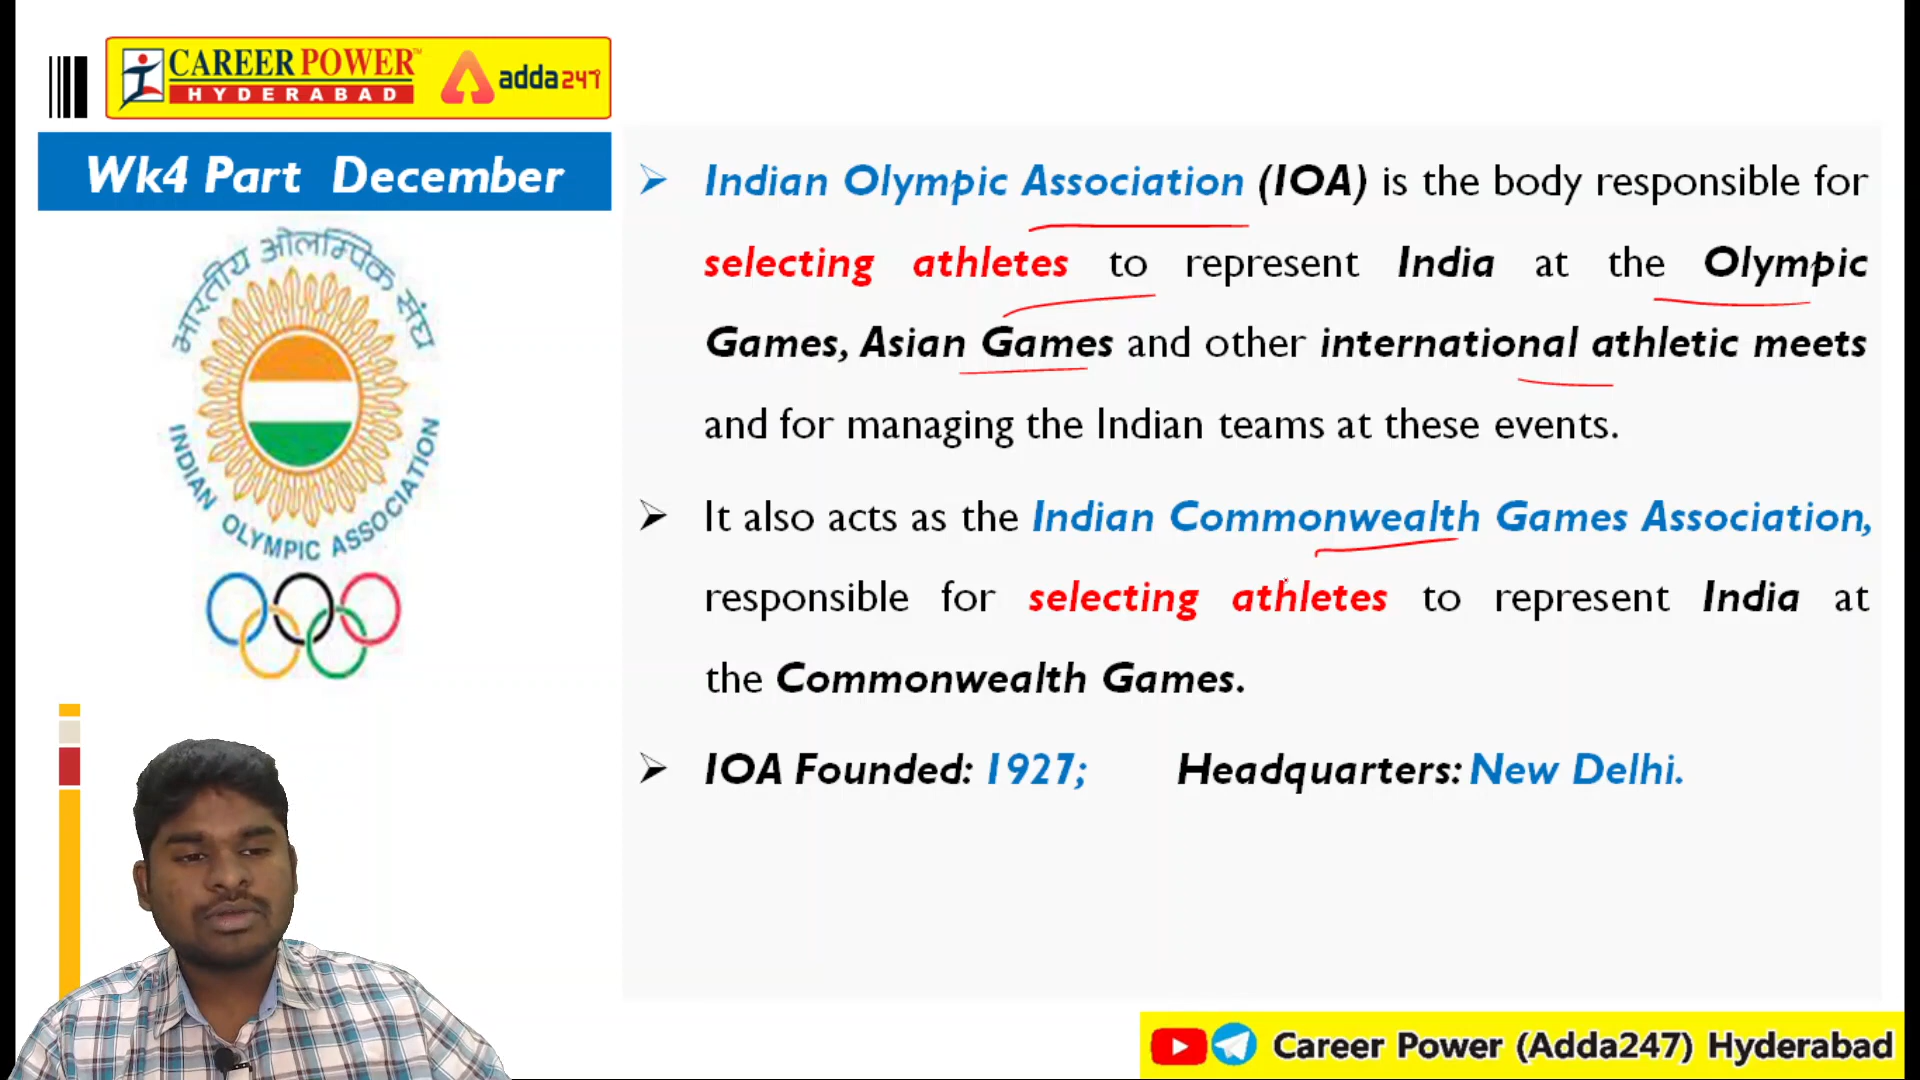 CAREER POWER™
HYDERABAD
adda247
Wk4 Part December
भारतीय ओलम्पिक संघ
INDIAN OLYMPIC ASSOCIATION
➢ Indian Olympic Association (IOA) is the body responsible for
selecting athletes to represent India at the Olympic
Games, Asian Games and other international athletic meets
and for managing the Indian teams at these events.
➢ It also acts as the Indian Commonwealth Games Association,
responsible for selecting athletes to represent India at
the Commonwealth Games.
➢ IOA Founded: 1927; Headquarters: New Delhi.
Career Power (Adda247) Hyderabad